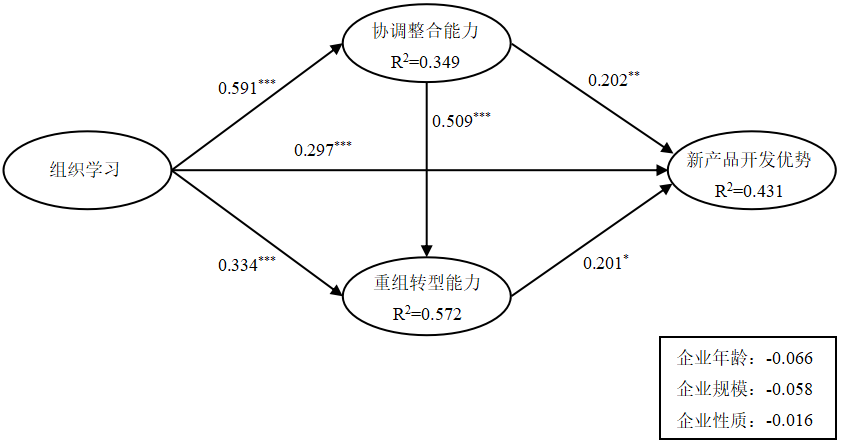 协调整合能力
R²=0.349
0.591***
0.202**
0.509***
组织学习
0.297***
新产品开发优势
R²=0.431
0.334***
重组转型能力
R²=0.572
0.201*
企业年龄：-0.066
企业规模：-0.058
企业性质：-0.016